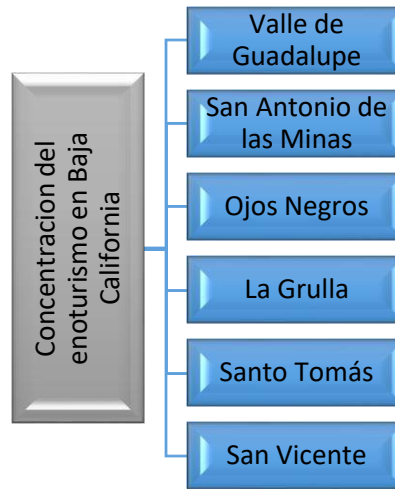 Concentracion del
enoturismo en Baja
California
Valle de
Guadalupe
San Antonio de
las Minas
Ojos Negros
La Grulla
Santo Tomás
San Vicente